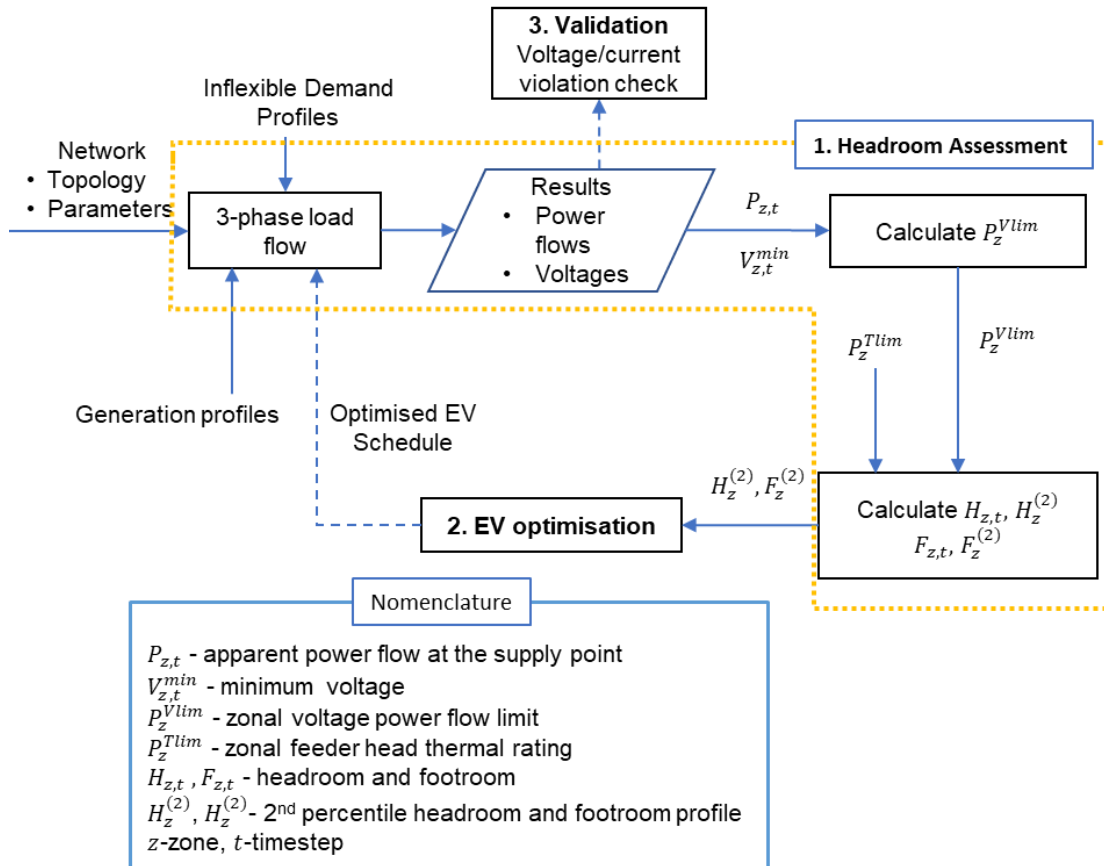 3. Validation
Voltage/current
violation check
Inflexible Demand
Profiles
1. Headroom Assessment
Network
• Topology
• Parameters
3-phase load
flow
Results
• Power
flows
• Voltages
$P_{z,t}$
$V_{z,t}^{min}$
Calculate $P_z^{Vlim}$
$P_z^{Tlim}$
$P_z^{Vlim}$
Generation profiles
Optimised EV
Schedule
2. EV optimisation
$H_z^{(2)}, F_z^{(2)}$
Calculate $H_{z,t}, H_z^{(2)}$
$F_{z,t}, F_z^{(2)}$
Nomenclature
$P_{z,t}$ - apparent power flow at the supply point
$V_{z,t}^{min}$ - minimum voltage
$P_z^{Vlim}$ - zonal voltage power flow limit
$P_z^{Tlim}$ - zonal feeder head thermal rating
$H_{z,t}, F_{z,t}$ - headroom and footroom
$H_z^{(2)}, H_z^{(2)}$- 2nd percentile headroom and footroom profile
z-zone, t-timestep